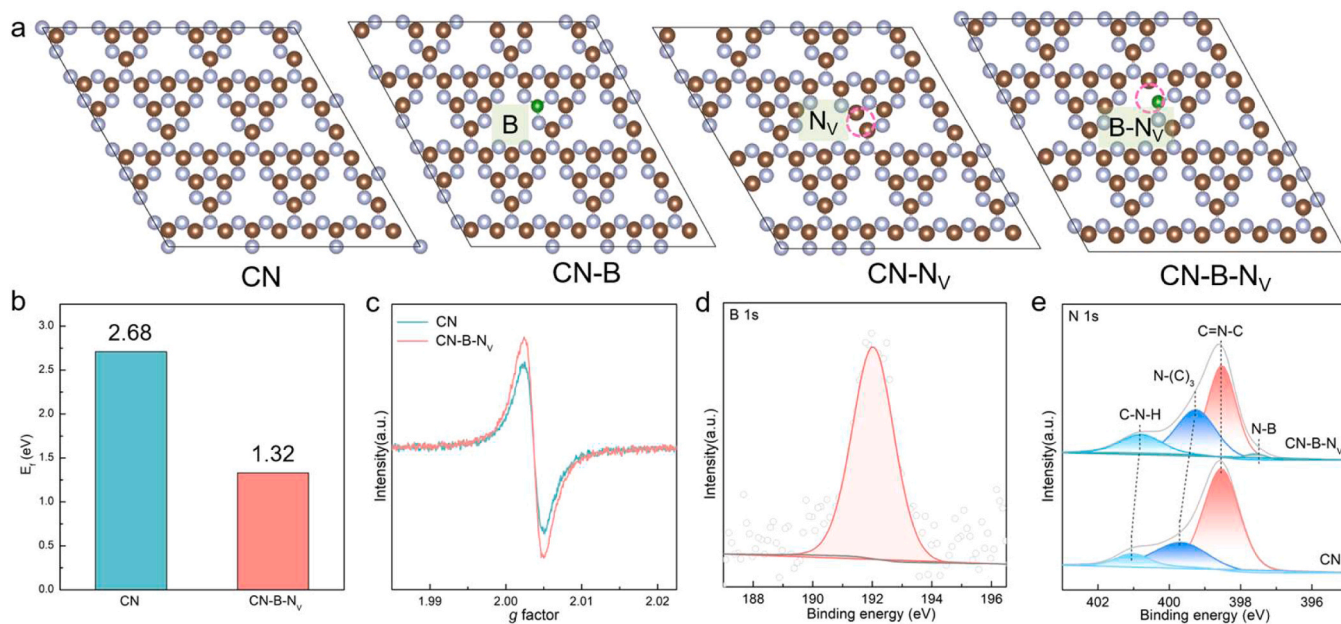 a
B
N_V
B-N_V
CN
CN-B
CN-N_V
CN-B-N_V
b
E_f (eV)
3.0
2.5
2.0
1.5
1.0
0.5
0.0
2.68
1.32
CN
CN-B-N_V
c
CN
CN-B-N_V
Intensity(a.u.)
1.99
2.00
2.01
2.02
g factor
d
B 1s
Intensity(a.u.)
188
190
192
194
196
Binding energy (eV)
e
N 1s
C=N-C
N-(C)_3
C-N-H
N-B
CN-B-N_V
CN
Intensity(a.u.)
402
400
398
396
Binding energy (eV)